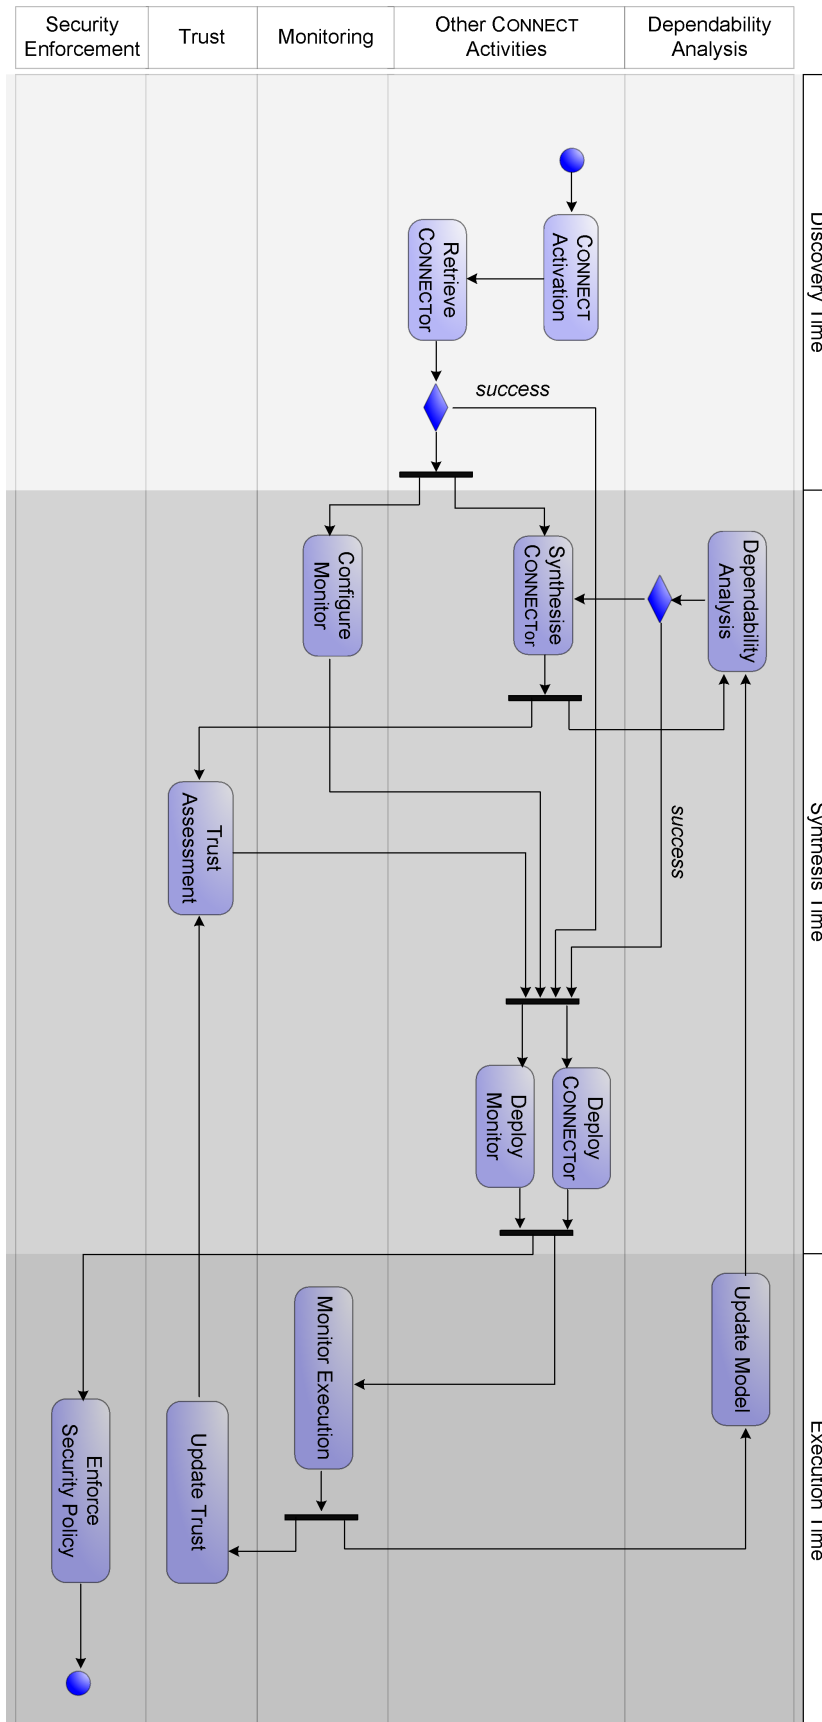 Security
Enforcement
Trust
Monitoring
Other CONNECT
Activities
Dependability
Analysis
Discovery Time
CONNECT
Activation
Retrieve
CONNECTor
success
Synthesis Time
Configure
Monitor
Synthesise
CONNECTor
Dependability
Analysis
Trust
Assessment
success
Deploy
Monitor
Deploy
CONNECTor
Execution Time
Monitor Execution
Update Model
Enforce
Security Policy
Update Trust